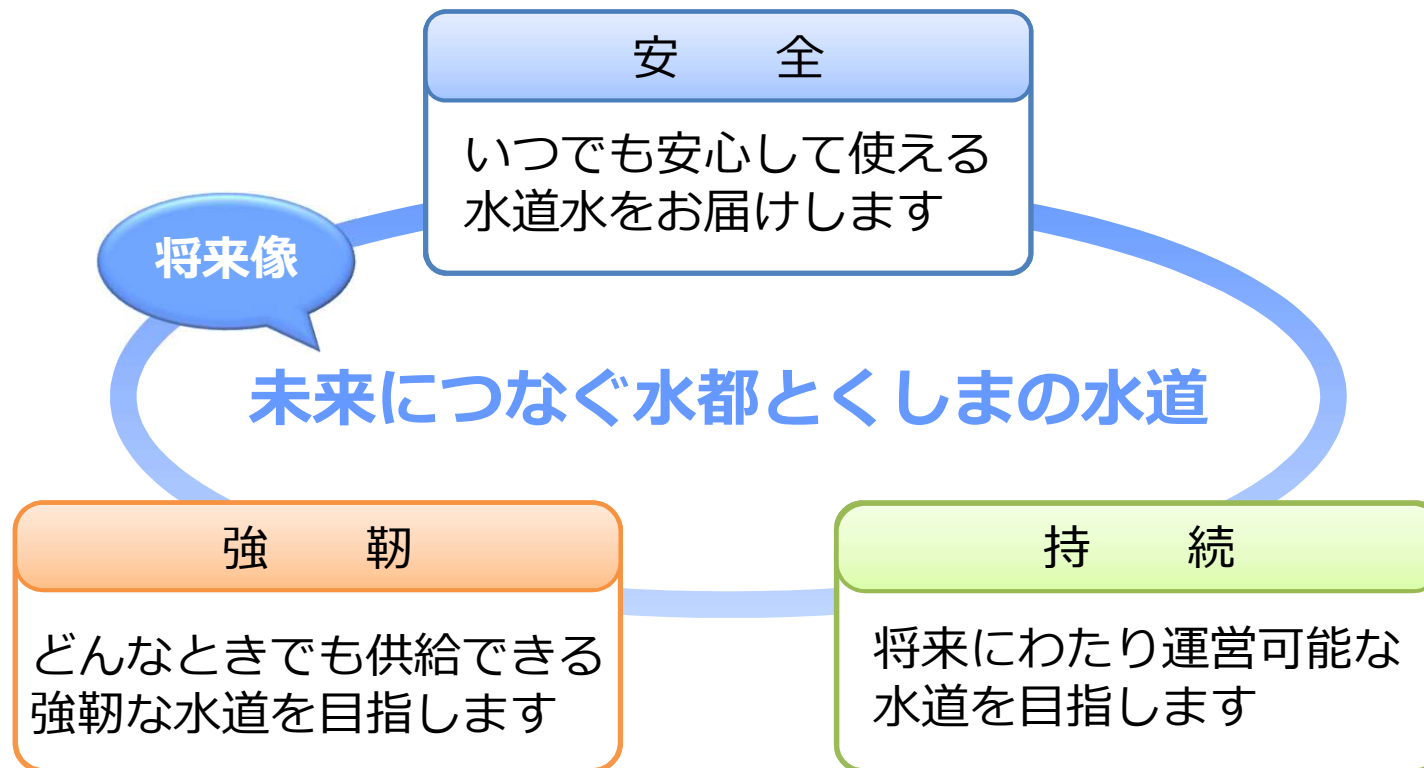 安　全
いつでも安心して使える
水道水をお届けします
将来像
未来につなぐ水都とくしまの水道
強　靭
どんなときでも供給できる
強靭な水道を目指します
持　続
将来にわたり運営可能な
水道を目指します